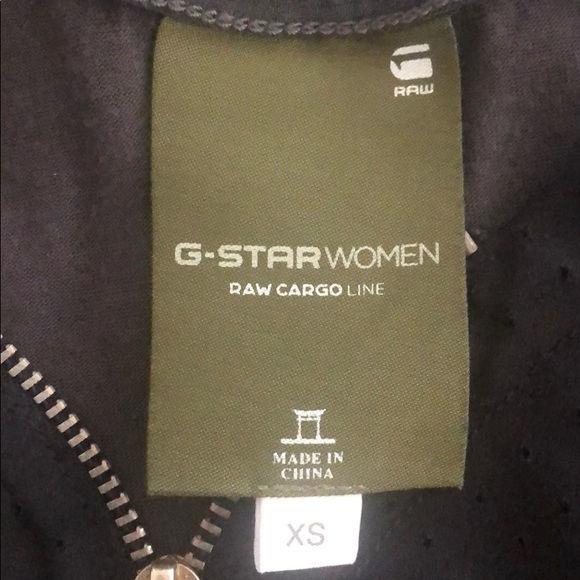 RAW
G-STAR WOMEN
RAW CARGO LINE
MADE IN
CHINA
XS